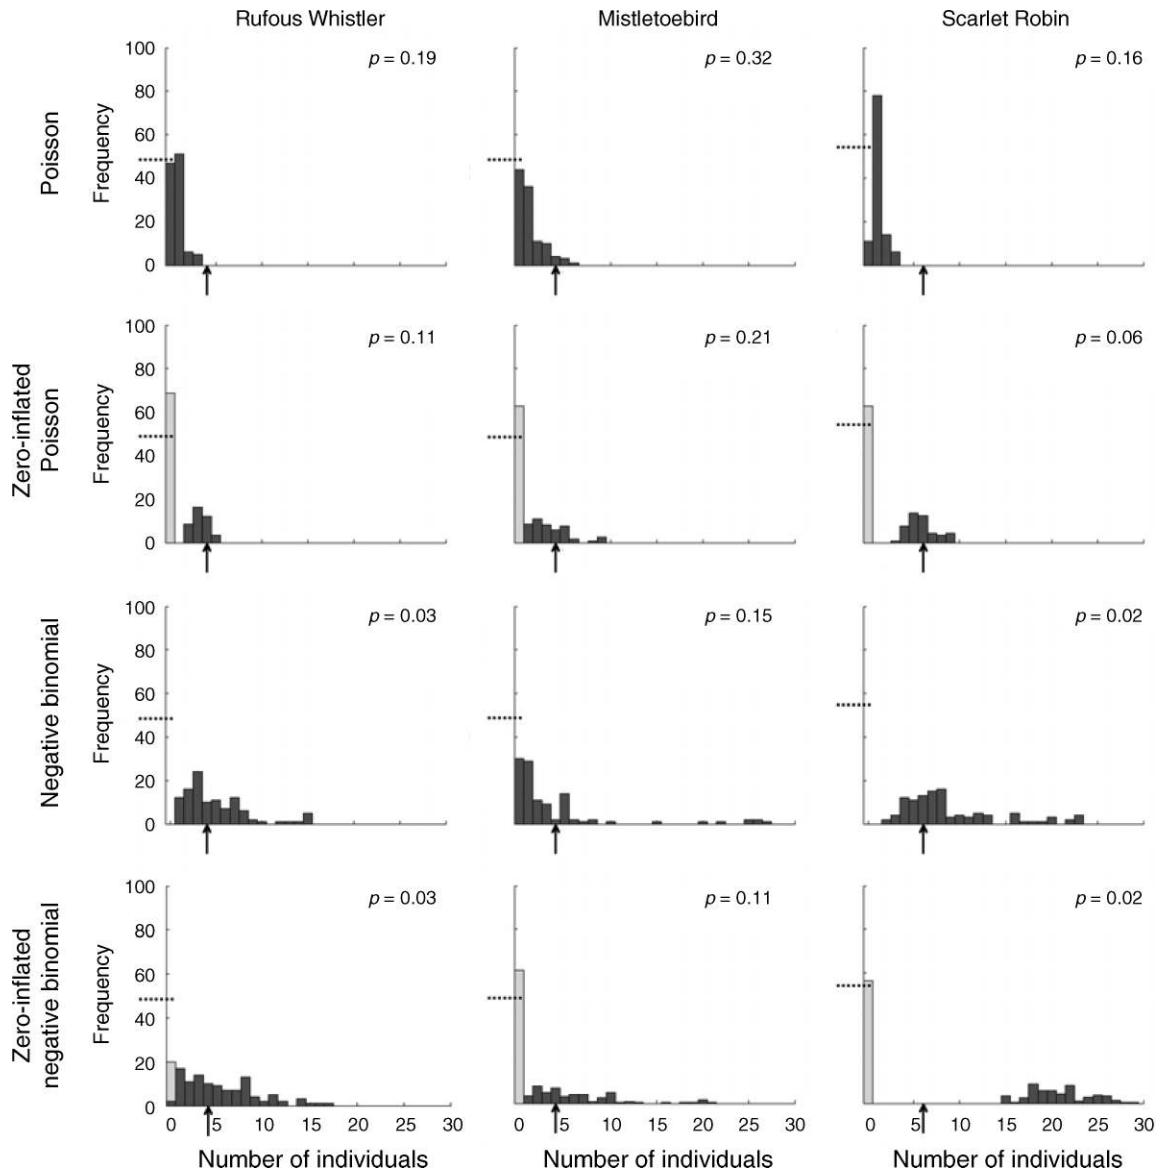 Rufous Whistler Mistletoebird Scarlet Robin
Poisson
Frequency
100
80
60
40
20
0
p = 0.19
p = 0.32
p = 0.16
Zero-inflated
Poisson
Frequency
100
80
60
40
20
0
p = 0.11
p = 0.21
p = 0.06
Negative binomial
Frequency
100
80
60
40
20
0
p = 0.03
p = 0.15
p = 0.02
Zero-inflated
negative binomial
Frequency
100
80
60
40
20
0
p = 0.03
p = 0.11
p = 0.02
0 5 10 15 20 25 30
0 5 10 15 20 25 30
0 5 10 15 20 25 30
Number of individuals Number of individuals Number of individuals